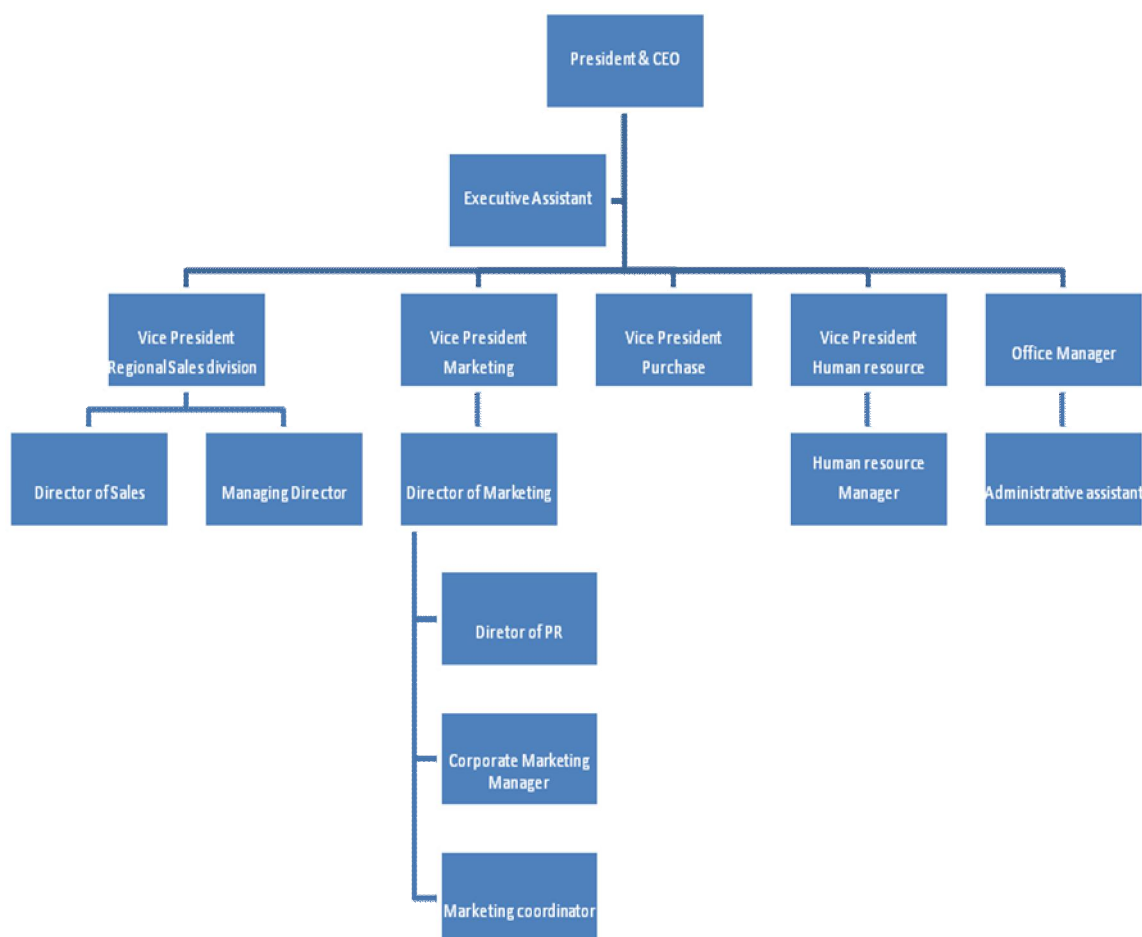 President & CEO
Executive Assistant
Vice President
Regional Sales division
Vice President
Marketing
Vice President
Purchase
Vice President
Human resource
Office Manager
Director of Sales
Managing Director
Director of Marketing
Human resource
Manager
Administrative assistant
Diretor of PR
Corporate Marketing
Manager
Marketing coordinator